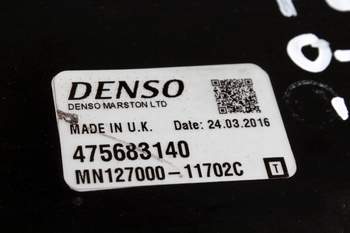 DENSO
DENSO MARSTON LTD
MADE IN U.K. Date: 24.03.2016
475683140
MN127000-11702C T